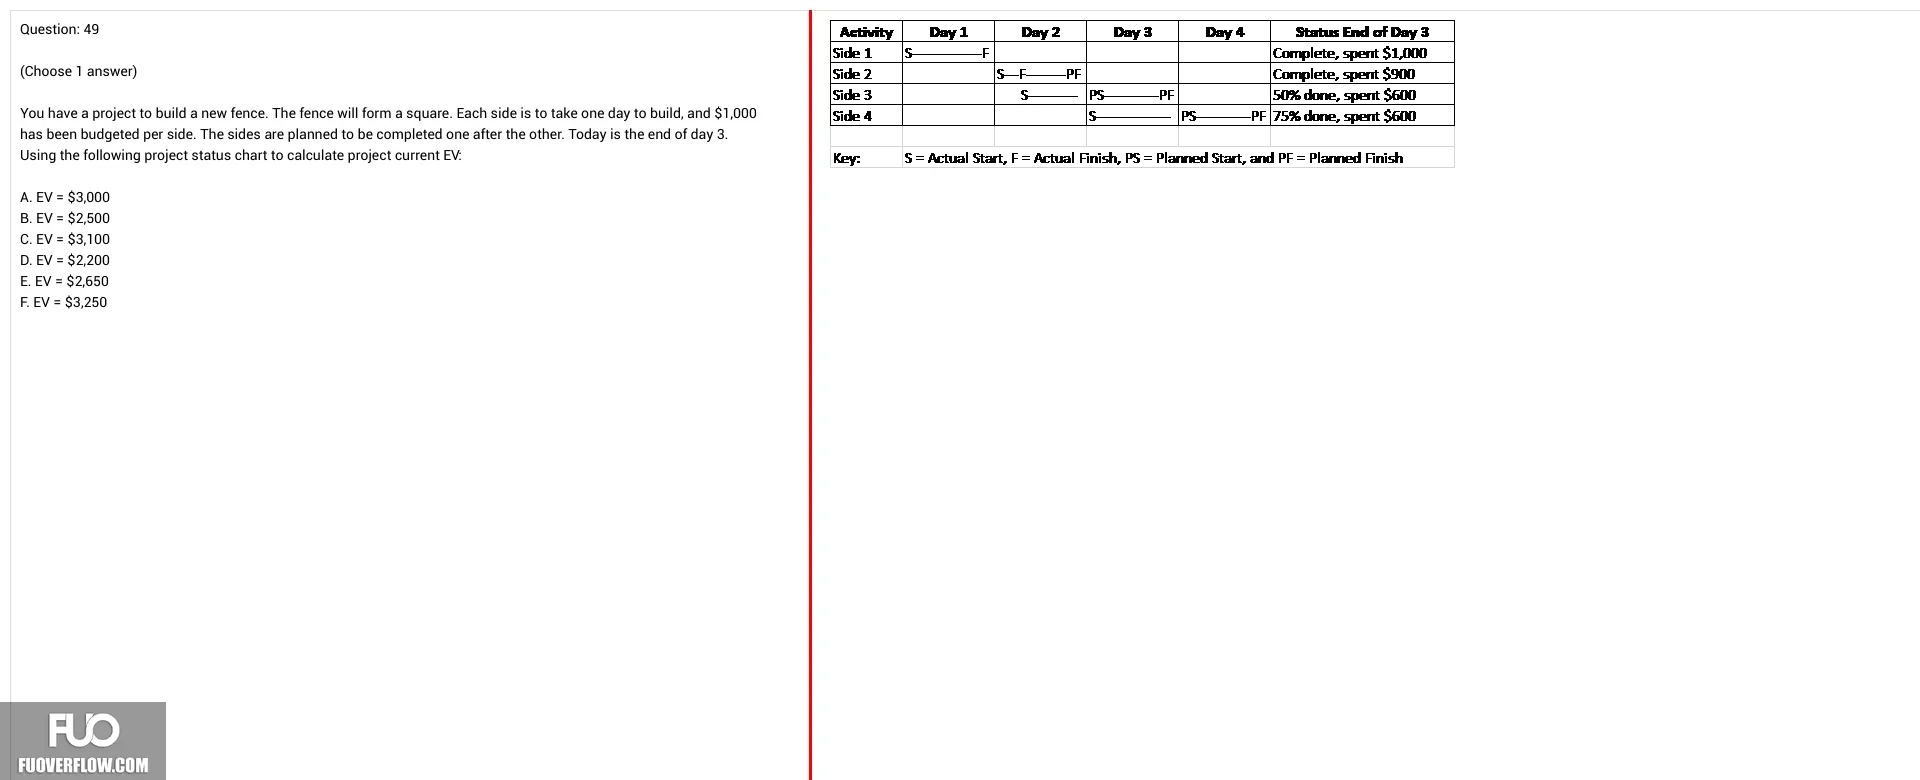 Question: 49
(Choose 1 answer)
You have a project to build a new fence. The fence will form a square. Each side is to take one day to build, and $1,000
has been budgeted per side. The sides are planned to be completed one after the other. Today is the end of day 3.
Using the following project status chart to calculate project current EV:
A. EV = $3,000
B. EV = $2,500
C. EV = $3,100
D. EV = $2,200
E. EV = $2,650
F. EV = $3,250
Activity Day 1 Day 2 Day 3 Day 4 Status End of Day 3
Side 1 S————F Complete, spent $1,000
Side 2 S—F——PF Complete, spent $900
Side 3 S——— PS———PF 50% done, spent $600
Side 4 S———— PS———PF 75% done, spent $600
Key: S = Actual Start, F = Actual Finish, PS = Planned Start, and PF = Planned Finish
FUO
FUOVERFLOW.COM